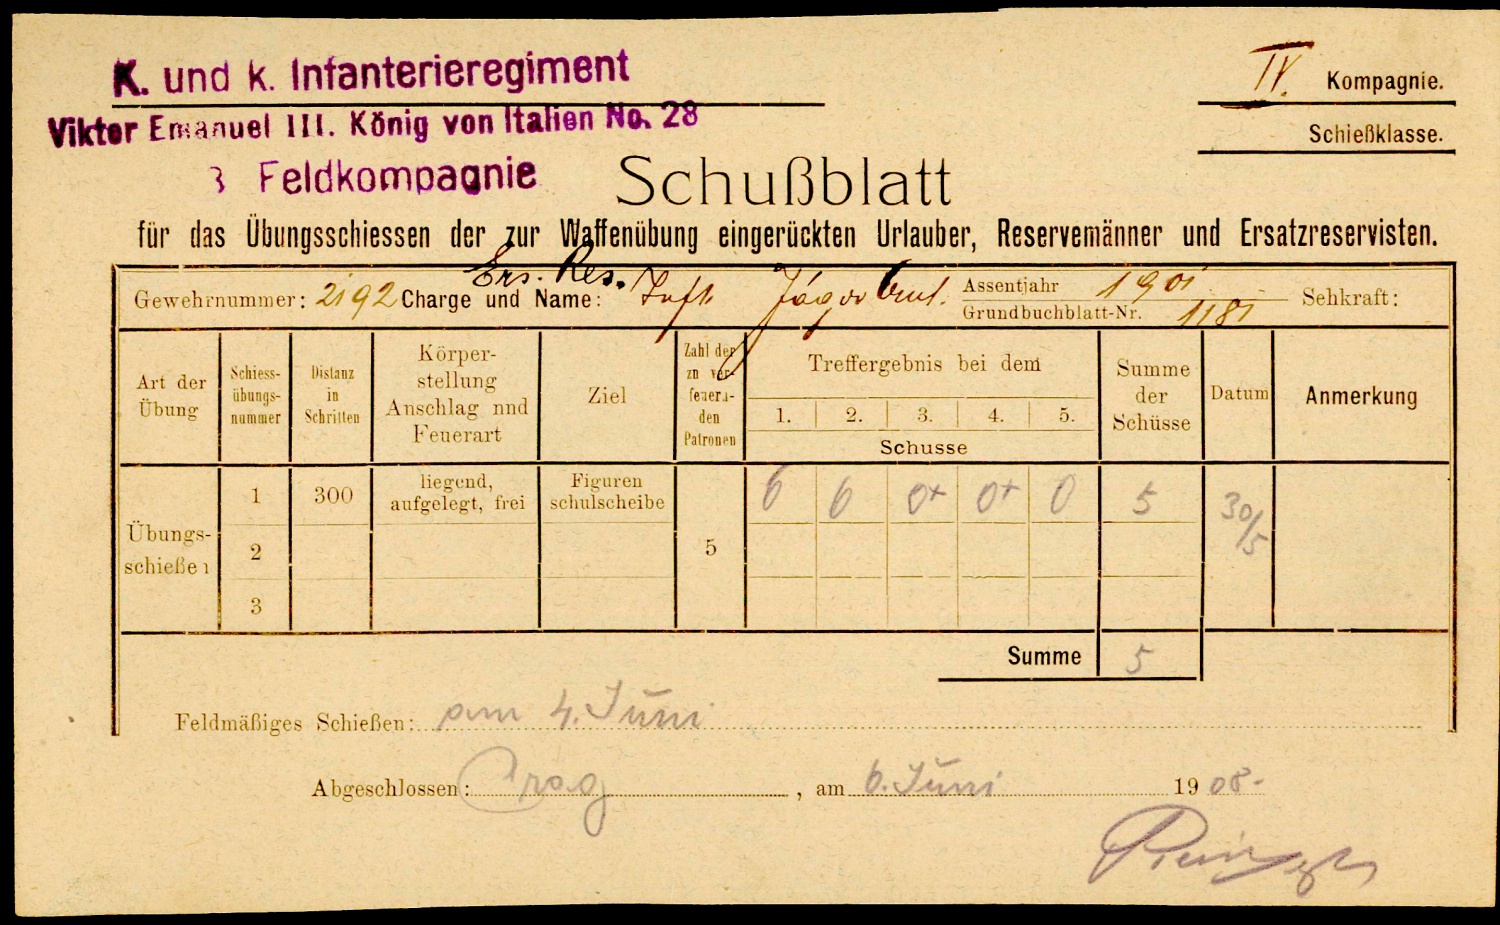 K. und k. Infanterieregiment
Viktor Emanuel III. König von Italien No. 28
3 Feldkompagnie
IV. Kompagnie.
Schießklasse.
Schußblatt
für das Übungsschiessen der zur Waffenübung eingerückten Urlauber, Reservemänner und Ersatzreservisten.
Gewehrnummer: 2192 Charge und Name: Ers. Res. Jäger
Assentjahr 1901
Grundbuchblatt-Nr. 1181
Sehkraft:
Art der Übung
Schiess-übungs-nummer
Distanz in Schritten
Körper-stellung Anschlag nnd Feuerart
Ziel
Zahl der zu ver-feuern-den Patronen
Treffergebnis bei dem
1. 2. 3. 4. 5.
Schusse
Summe der Schüsse
Datum
Anmerkung
Übungs-schießen
1 300 liegend, aufgelegt, frei Figuren schulscheibe 5 6 6 0+ 0+ 0 5 30/5
2
3
Summe 5
Feldmäßiges Schießen: am 4. Juni
Abgeschlossen: Prag, am 6. Juni 1908.